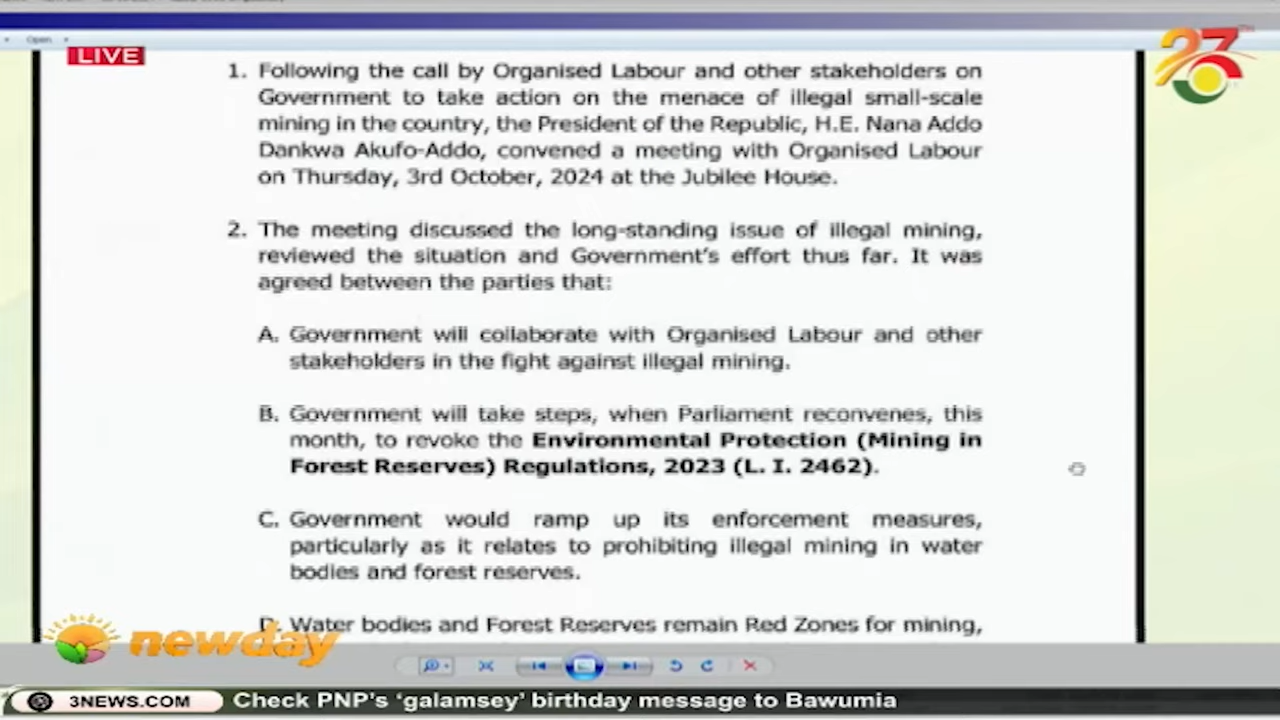 Open
LIVE
1. Following the call by Organised Labour and other stakeholders on
Government to take action on the menace of illegal small-scale
mining in the country, the President of the Republic, H.E. Nana Addo
Dankwa Akufo-Addo, convened a meeting with Organised Labour
on Thursday, 3rd October, 2024 at the Jubilee House.
2. The meeting discussed the long-standing issue of illegal mining,
reviewed the situation and Government's effort thus far. It was
agreed between the parties that:
A. Government will collaborate with Organised Labour and other
stakeholders in the fight against illegal mining.
B. Government will take steps, when Parliament reconvenes, this
month, to revoke the Environmental Protection (Mining in
Forest Reserves) Regulations, 2023 (L. I. 2462).
C. Government would ramp up its enforcement measures,
particularly as it relates to prohibiting illegal mining in water
bodies and forest reserves.
D. Water bodies and Forest Reserves remain Red Zones for mining,
newday
3NEWS.COM
Check PNP's ‘galamsey’ birthday message to Bawumia